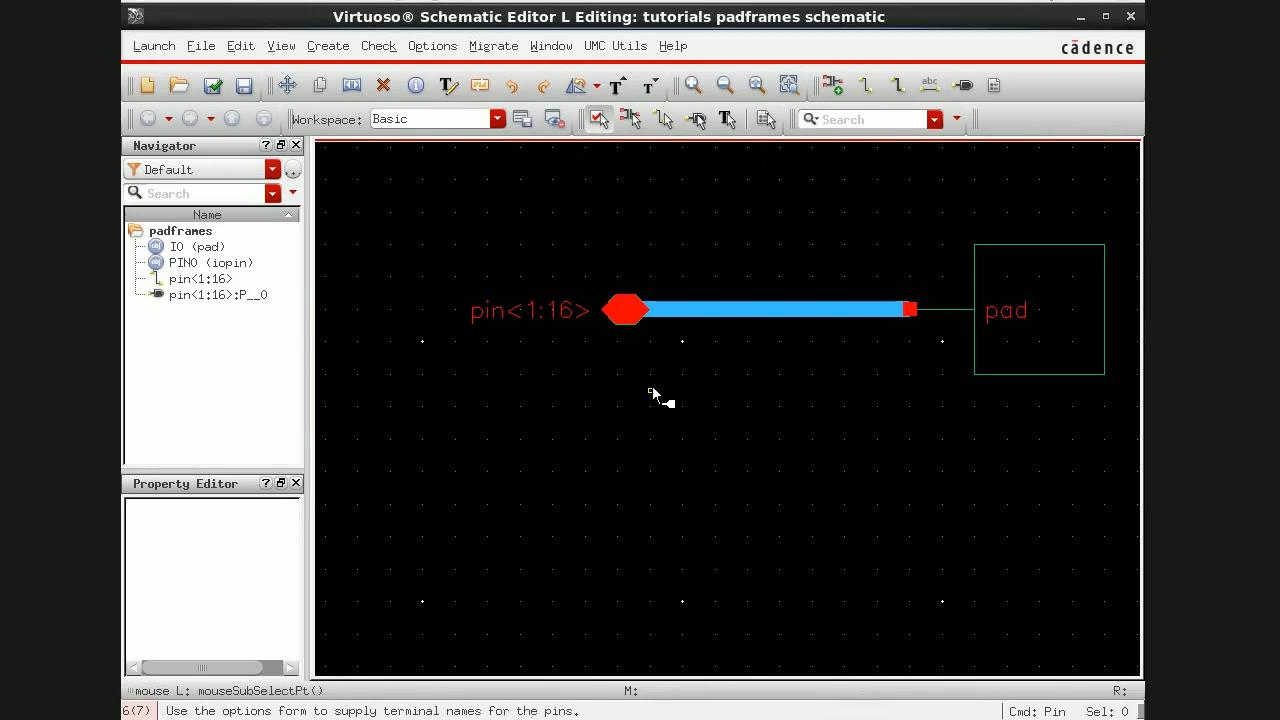 Virtuoso® Schematic Editor L Editing: tutorials padframes schematic
Launch File Edit View Create Check Options Migrate Window UMC Utils Help
cādence
abc
Workspace: Basic
Search
Navigator
Default
Search
Name
padframes
IO (pad)
PINO (iopin)
pin<1:16>
pin<1:16>:P__0
pin<1:16>
pad
Property Editor
mouse L: mouseSubSelectPt()
M:
R:
6(7)
Use the options form to supply terminal names for the pins.
Cmd: Pin
Sel: 0